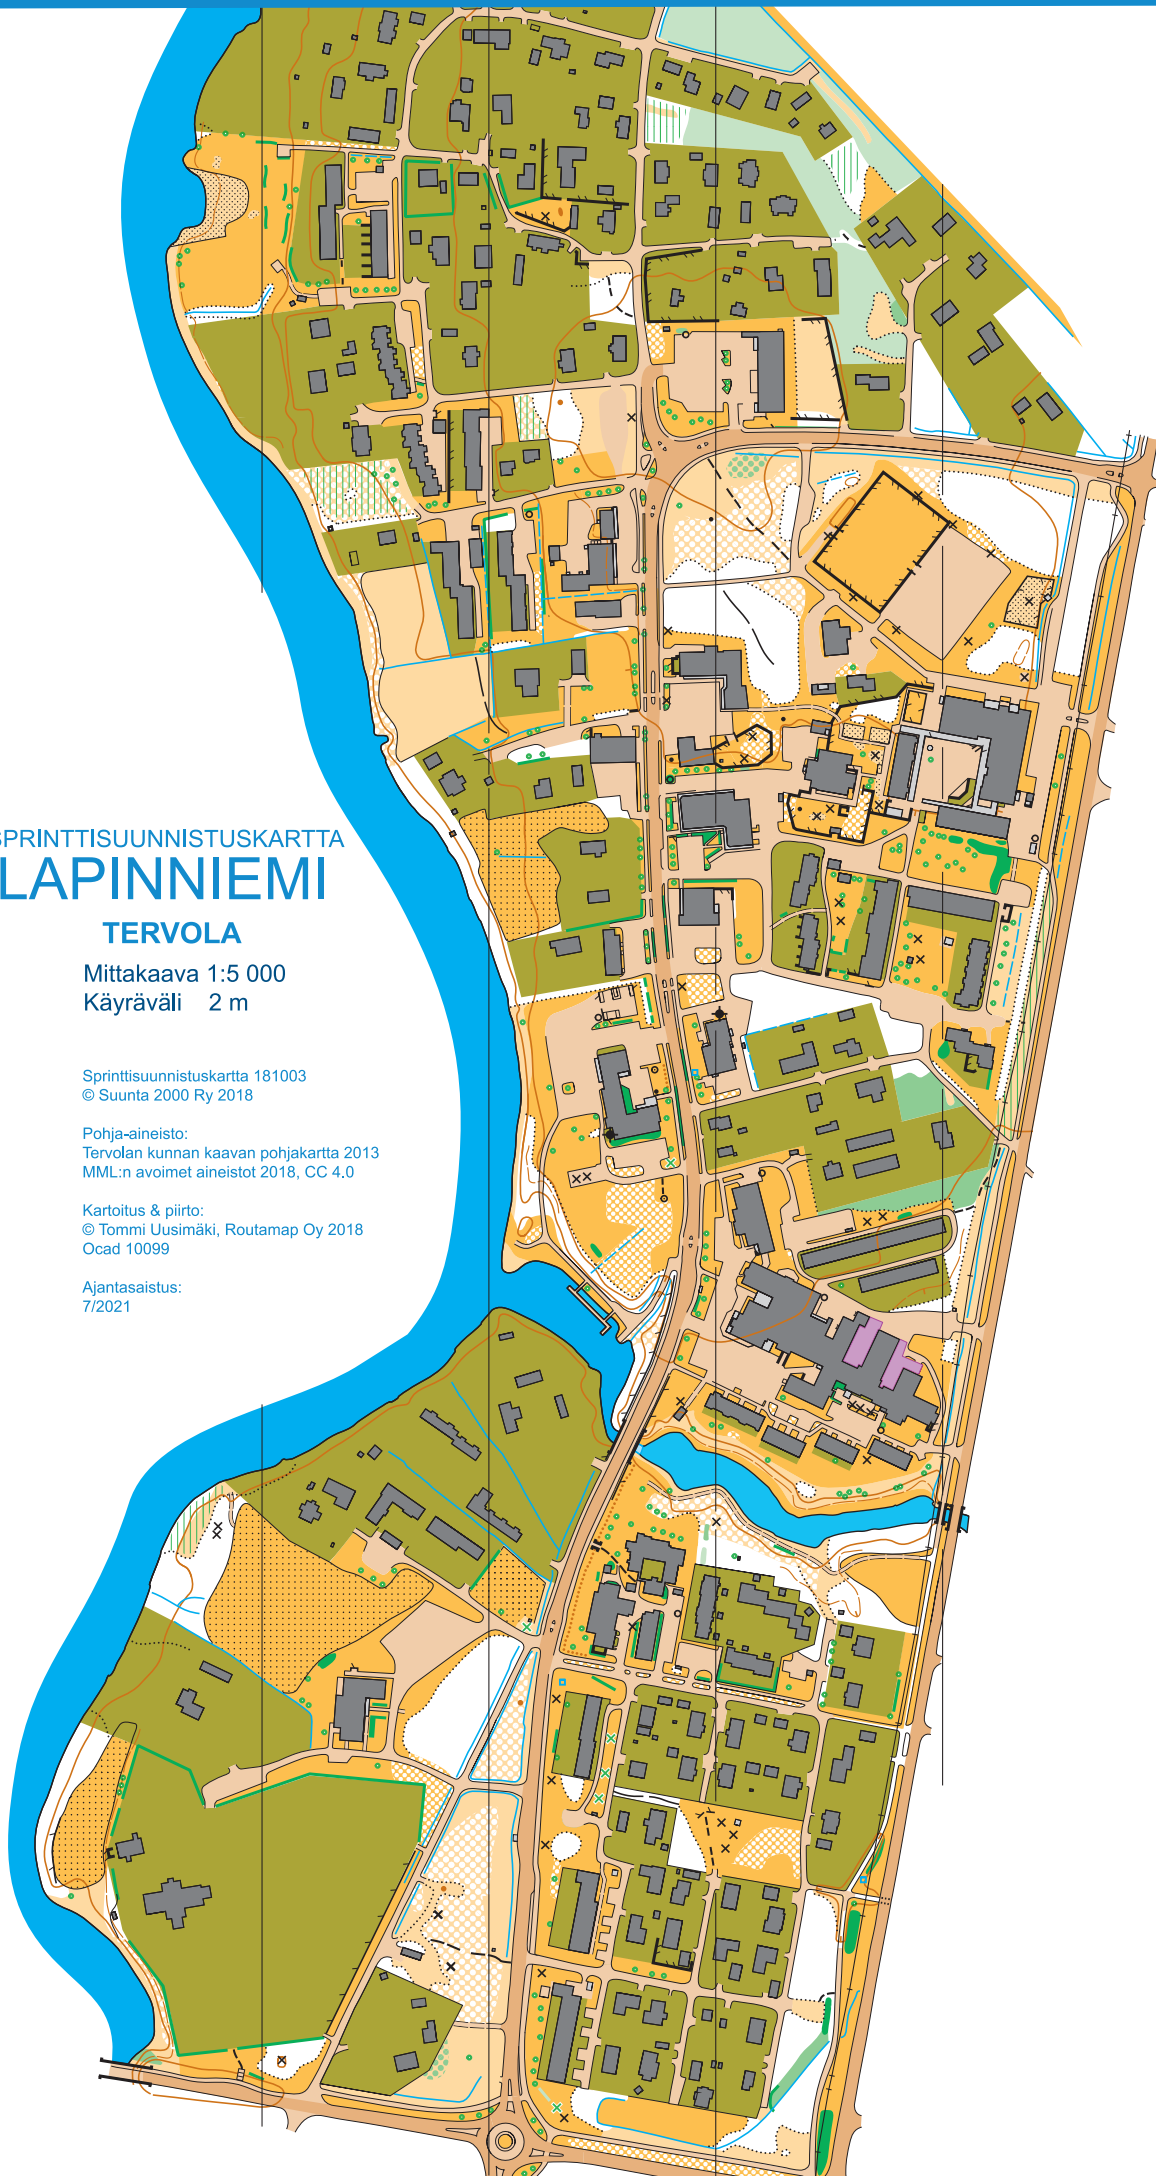 SPRINTTISUUNNISTUSKARTTA
LAPINNIEMI
TERVOLA
Mittakaava 1:5 000
Käyräväli 2 m
Sprinttisuunnistuskartta 181003
© Suunta 2000 Ry 2018
Pohja-aineisto:
Tervolan kunnan kaavan pohjakartta 2013
MML:n avoimet aineistot 2018, CC 4.0
Kartoitus & piirto:
© Tommi Uusimäki, Routamap Oy 2018
Ocad 10099
Ajantasaistus:
7/2021